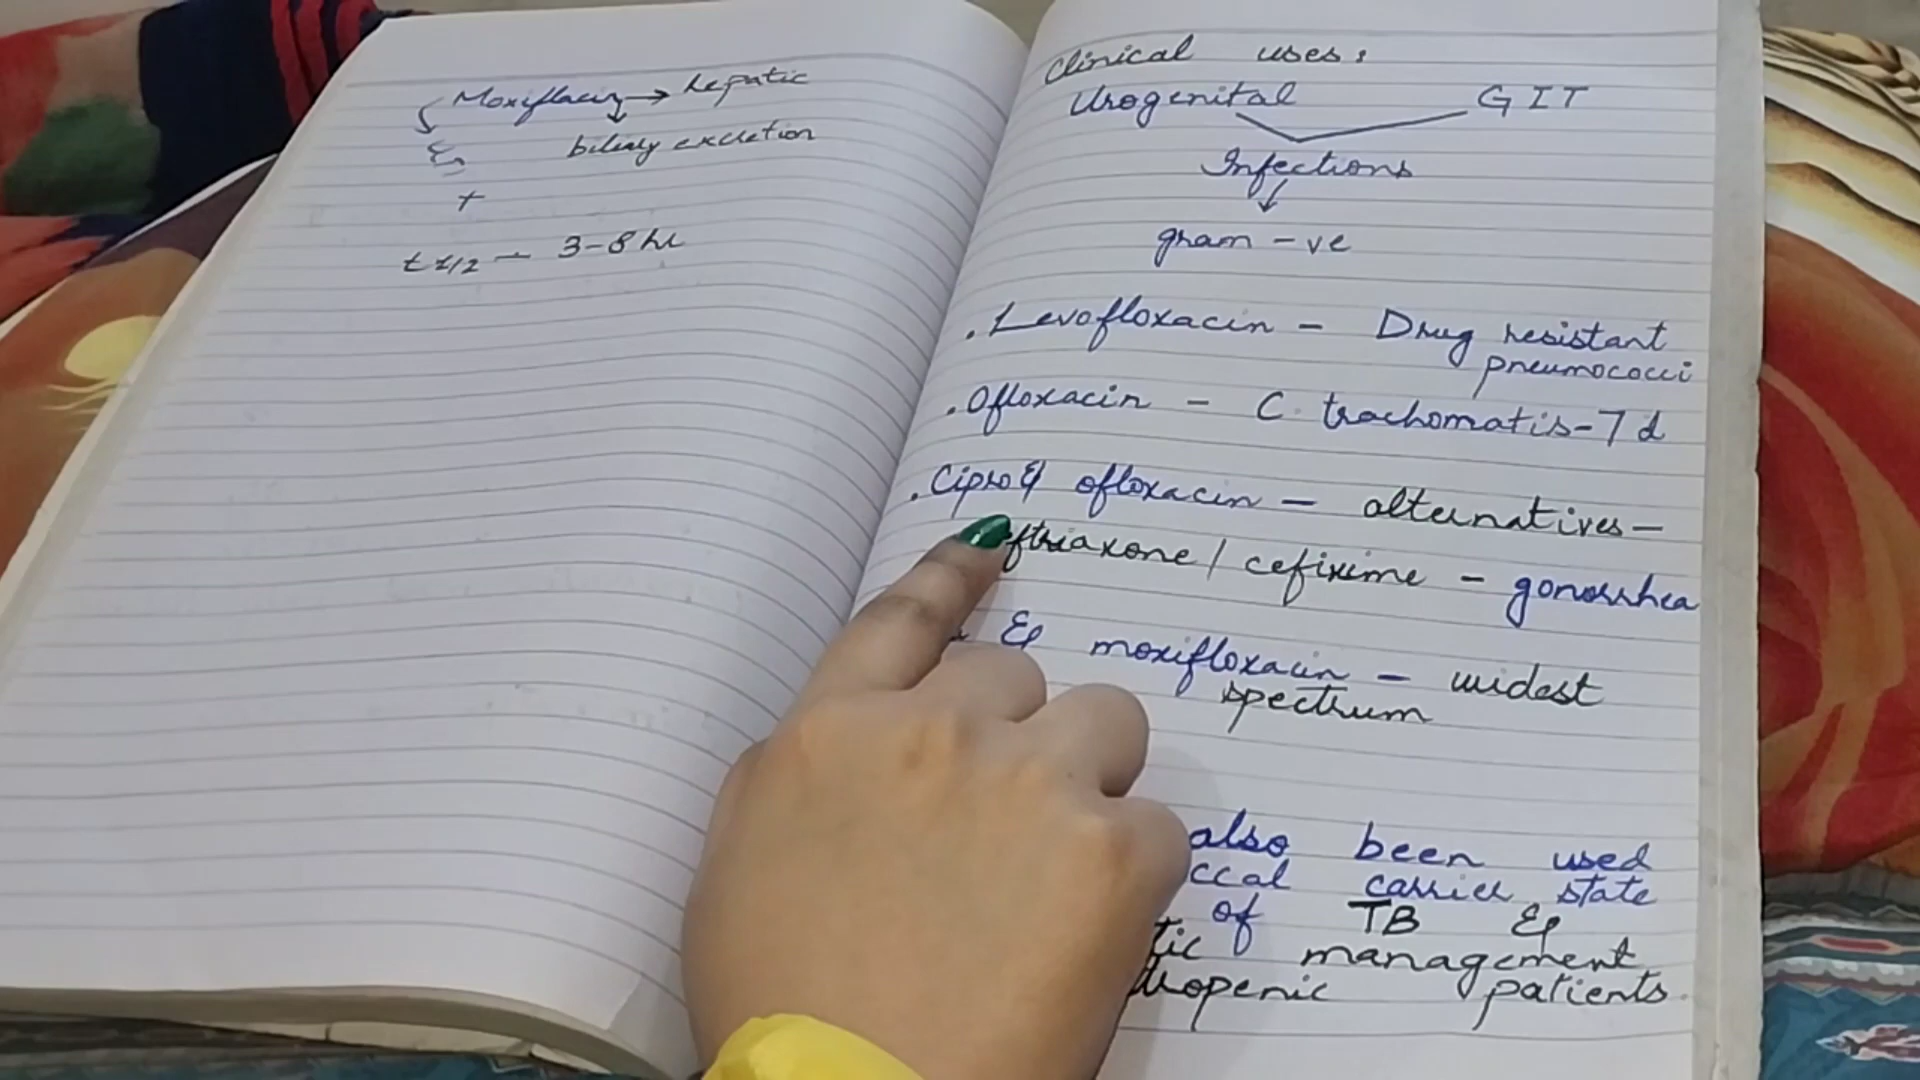 Moxiflacin → hepatic
biliary excretion
+
t 1/2 — 3-8 hr
Clinical uses:
Urogenital GIT
Infections
↓
gram -ve
. Levofloxacin - Drug resistant
pneumococci
. Ofloxacin - C. trachomatis - 7 d
. Cipro & ofloxacin - alternatives -
ftriaxone / cefixime - gonorrhea
& moxifloxacin - widest
spectrum
also been used
ccal carrier state
of TB &
tic management
tropenic patients.